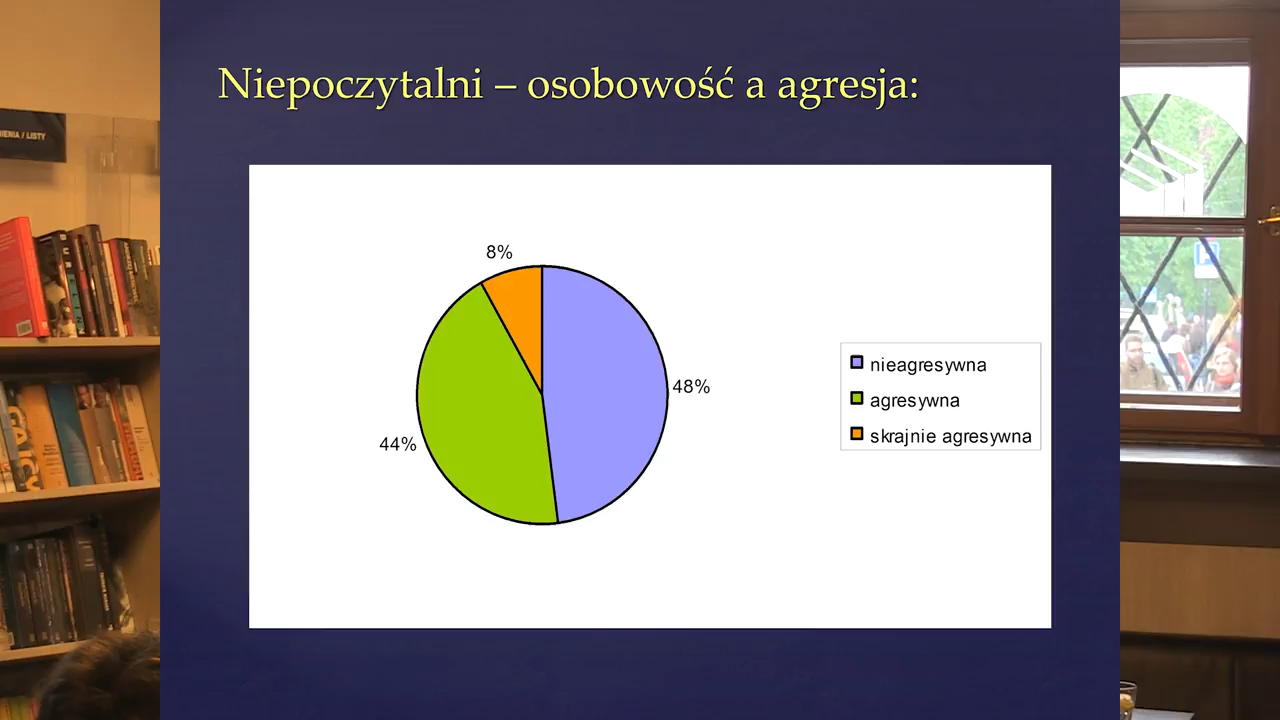 Niepoczytalni – osobowość a agresja:
IENIA / LISTY
8%
48%
44%
nieagresywna
agresywna
skrajnie agresywna